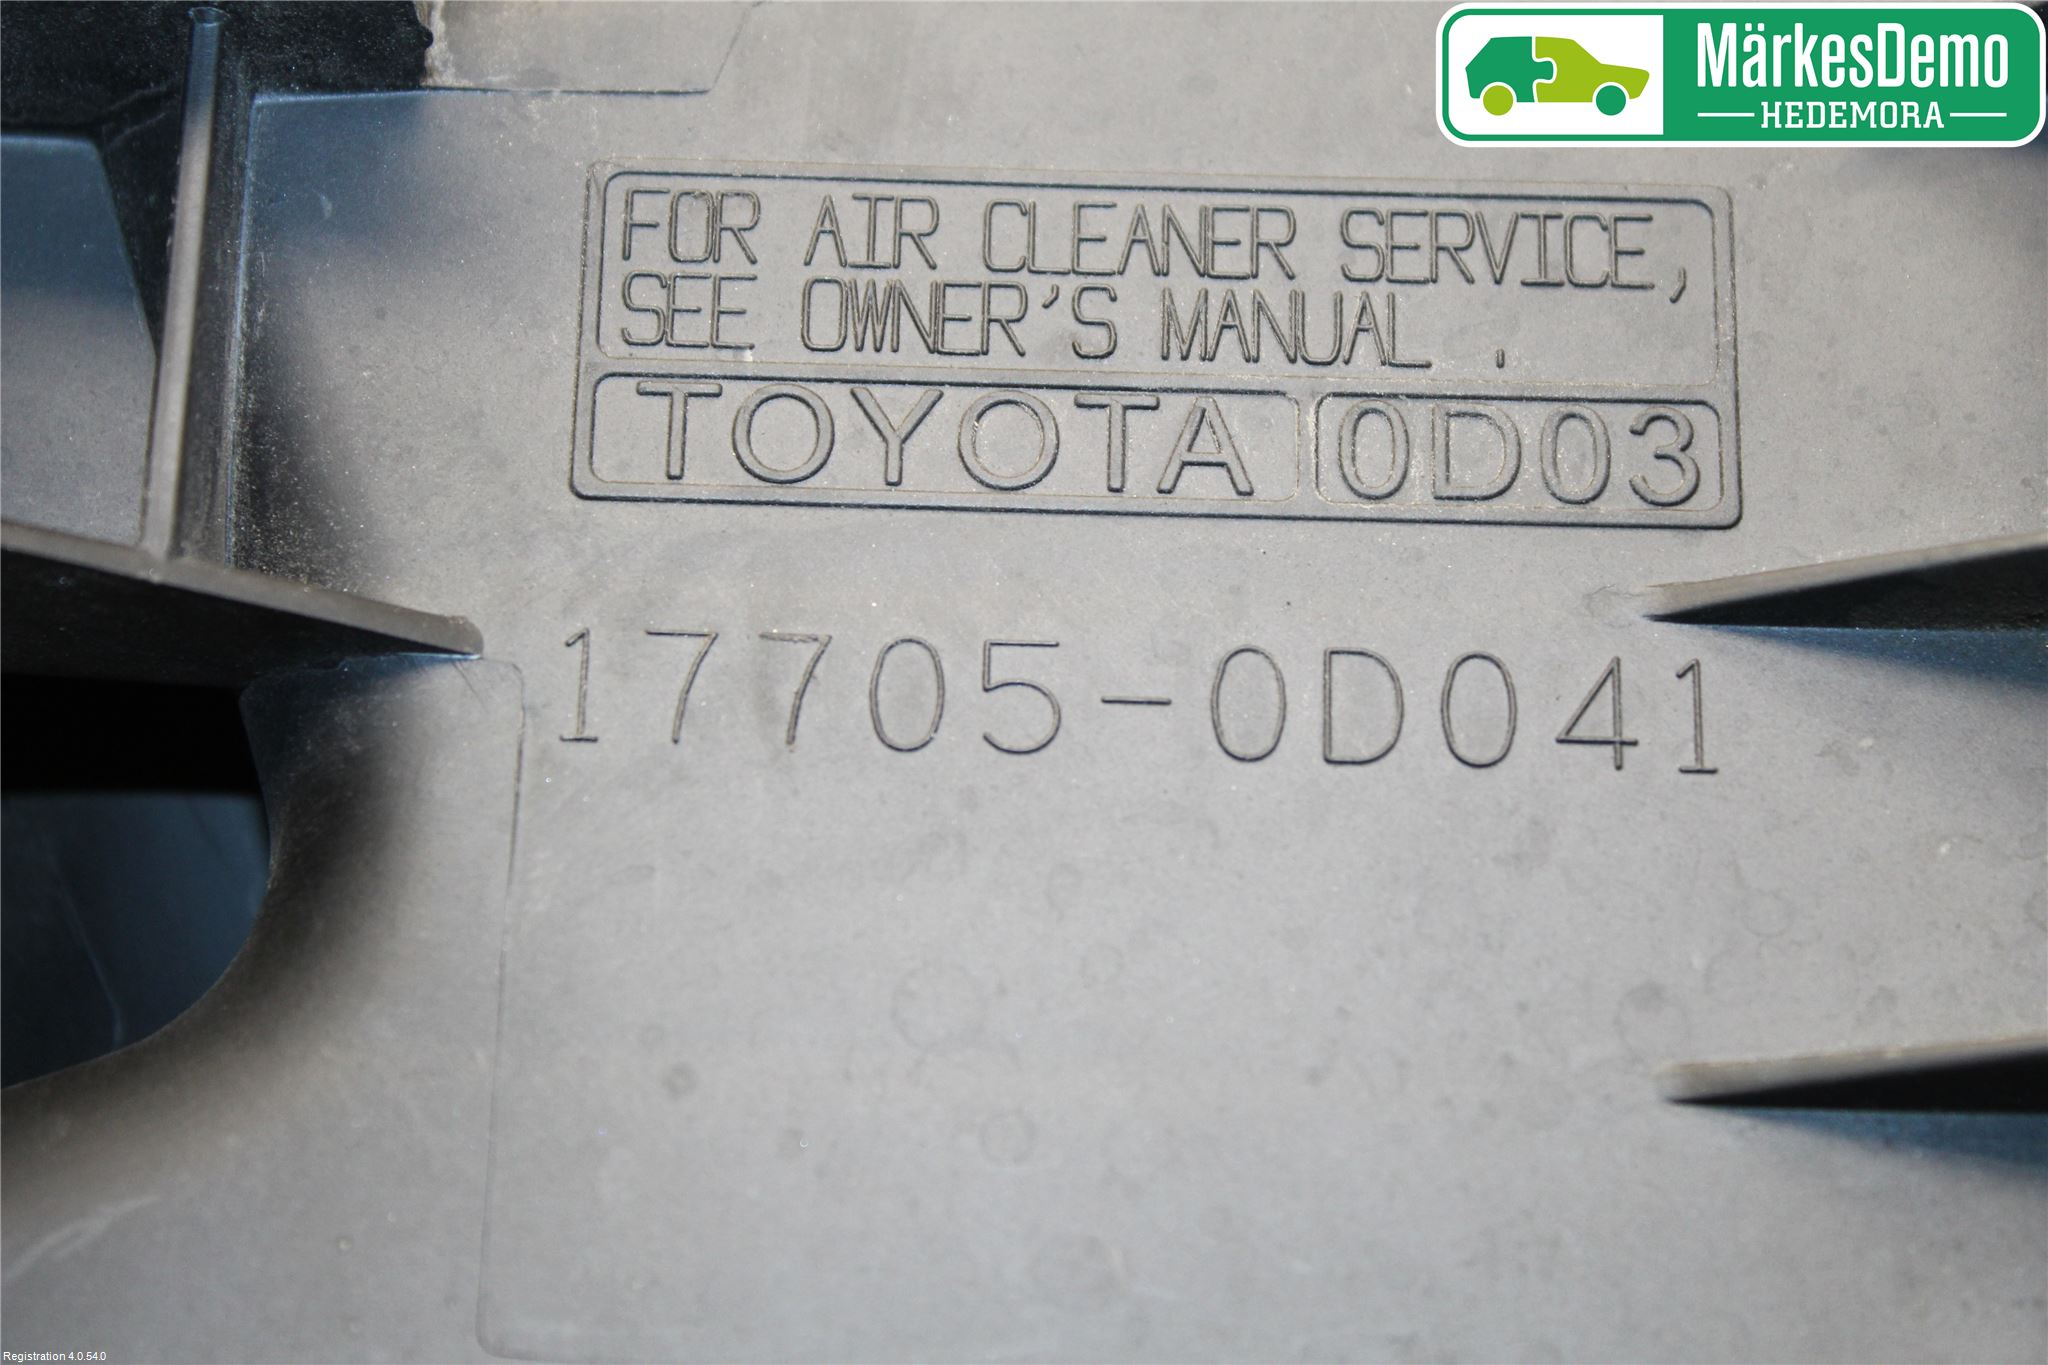 MärkesDemo
HEDEMORA
FOR AIR CLEANER SERVICE,
SEE OWNER'S MANUAL .
TOYOTA 0D03
17705-0D041
Registration 4.0.54.0